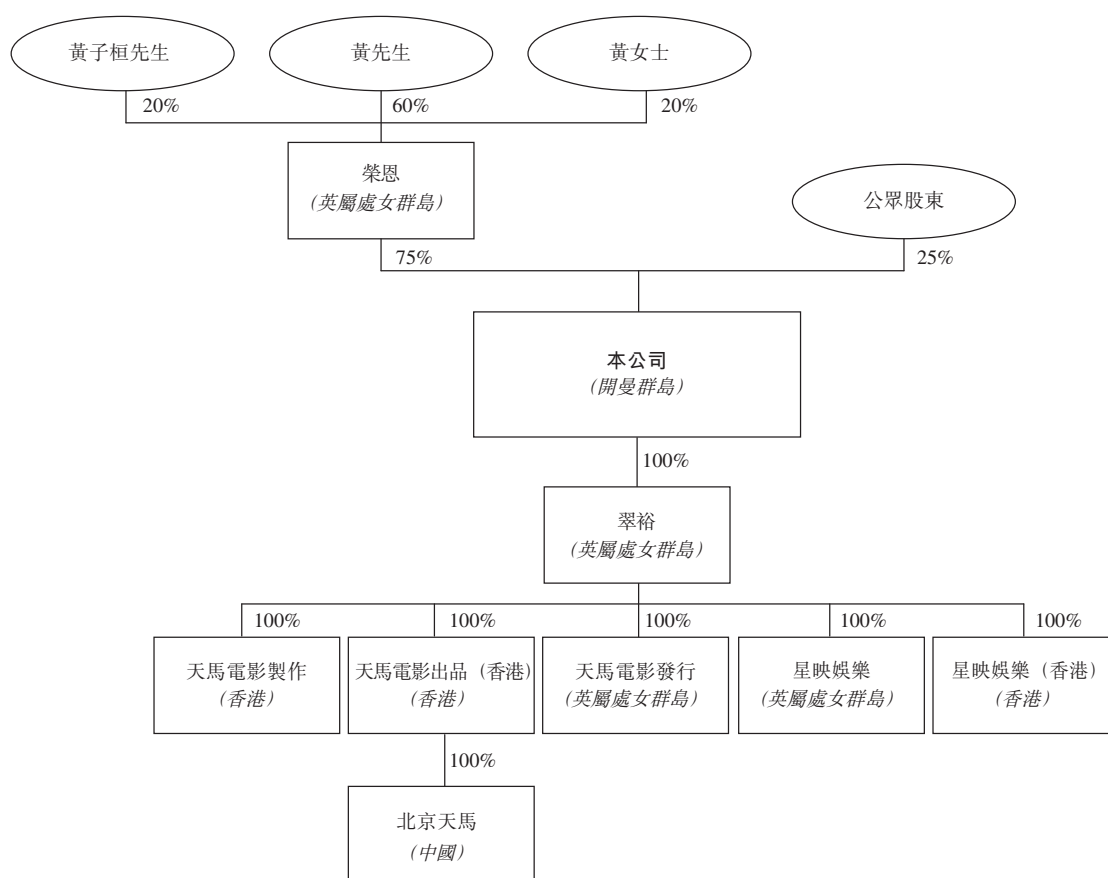 黃子桓先生
黃先生
黃女士
20%
60%
20%
榮恩
(英屬處女群島)
公眾股東
75%
25%
本公司
(開曼群島)
100%
翠裕
(英屬處女群島)
100%
100%
100%
100%
100%
天馬電影製作
(香港)
天馬電影出品 (香港)
(香港)
天馬電影發行
(英屬處女群島)
星映娛樂
(英屬處女群島)
星映娛樂 (香港)
(香港)
100%
北京天馬
(中國)